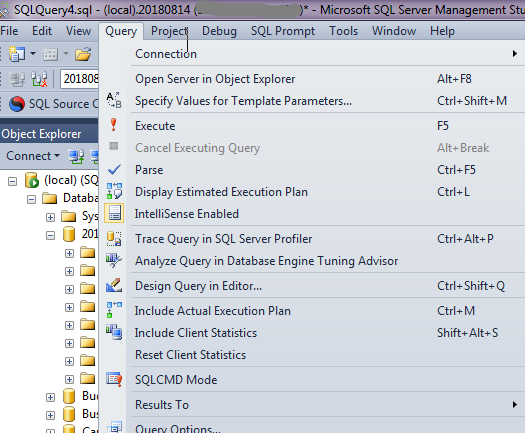 SQLQuery4.sql - (local).20180814 ( )* - Microsoft SQL Server Management Stu
File Edit View Query Project Debug SQL Prompt Tools Window Help
Connection
Open Server in Object Explorer Alt+F8
201808
Specify Values for Template Parameters... Ctrl+Shift+M
SQL Source C
Execute F5
Object Explorer
Cancel Executing Query Alt+Break
Connect
Parse Ctrl+F5
(local) (SQ
Display Estimated Execution Plan Ctrl+L
Databa
IntelliSense Enabled
Sys
201
Trace Query in SQL Server Profiler Ctrl+Alt+P
Analyze Query in Database Engine Tuning Advisor
Design Query in Editor... Ctrl+Shift+Q
Include Actual Execution Plan Ctrl+M
Include Client Statistics Shift+Alt+S
Reset Client Statistics
SQLCMD Mode
Bu
Results To
Bus
Query Options...
Ca